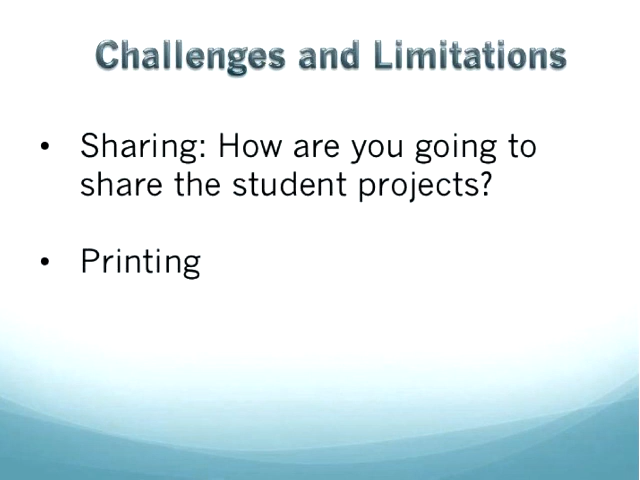 Challenges and Limitations
• Sharing: How are you going to
share the student projects?
• Printing